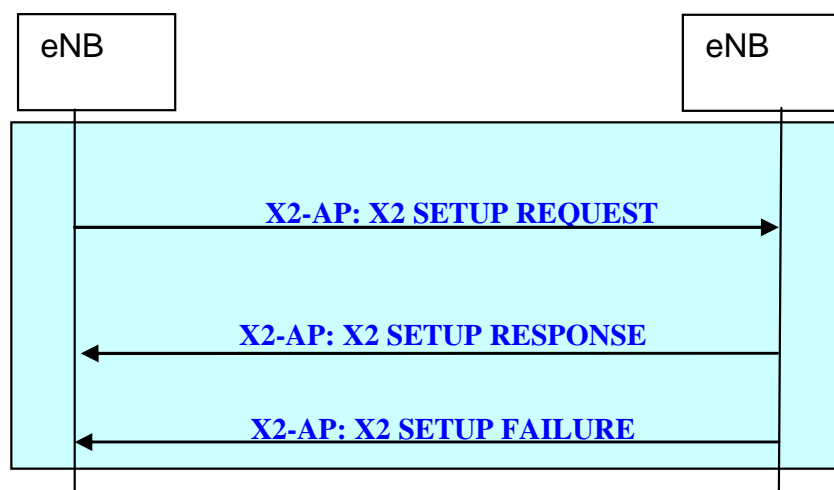 eNB
eNB
X2-AP: X2 SETUP REQUEST
X2-AP: X2 SETUP RESPONSE
X2-AP: X2 SETUP FAILURE